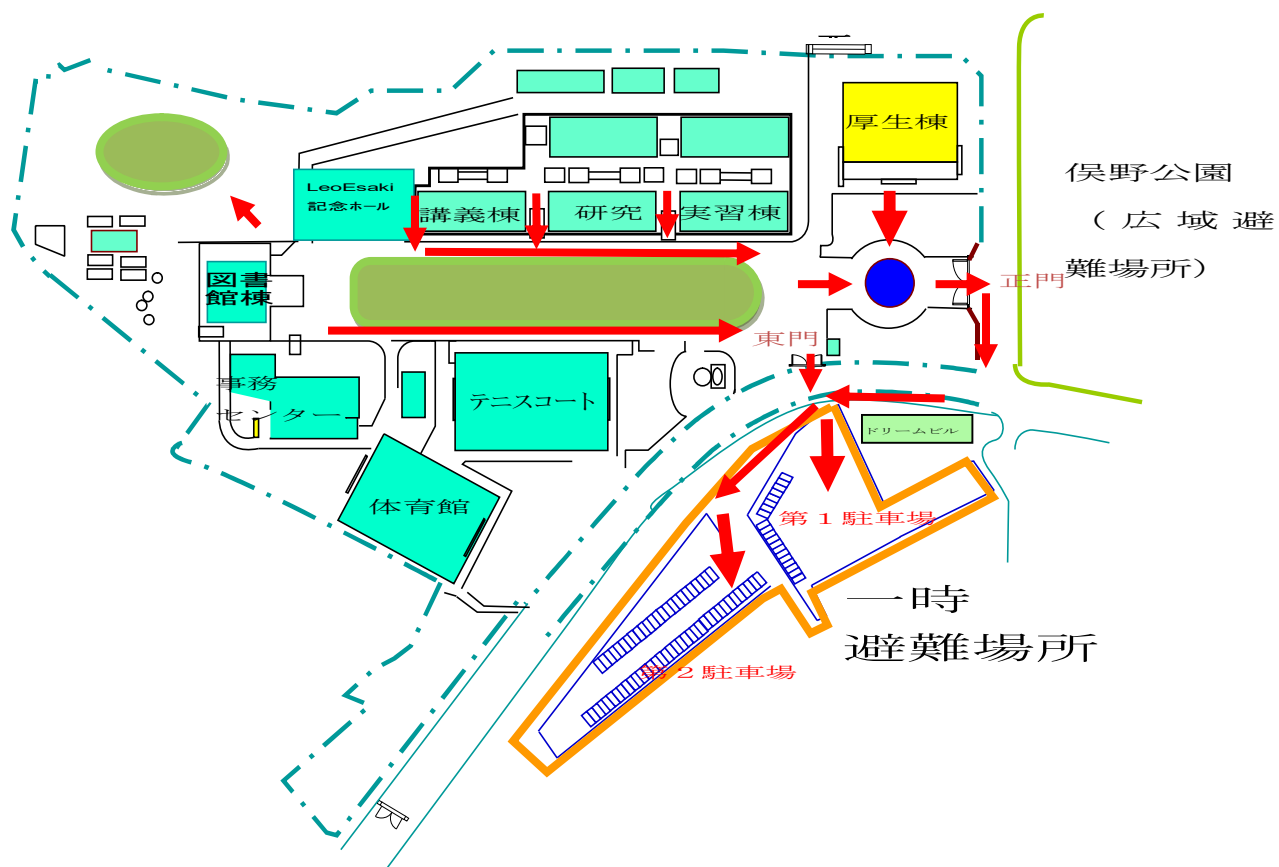 厚生棟
LeoEsaki
記念ホール
講義棟
研究
実習棟
俣野公園
（広域避
難場所）
図書
館棟
正門
東門
事務
センター
テニスコート
ドリームビル
体育館
第１駐車場
一時
避難場所
第２駐車場